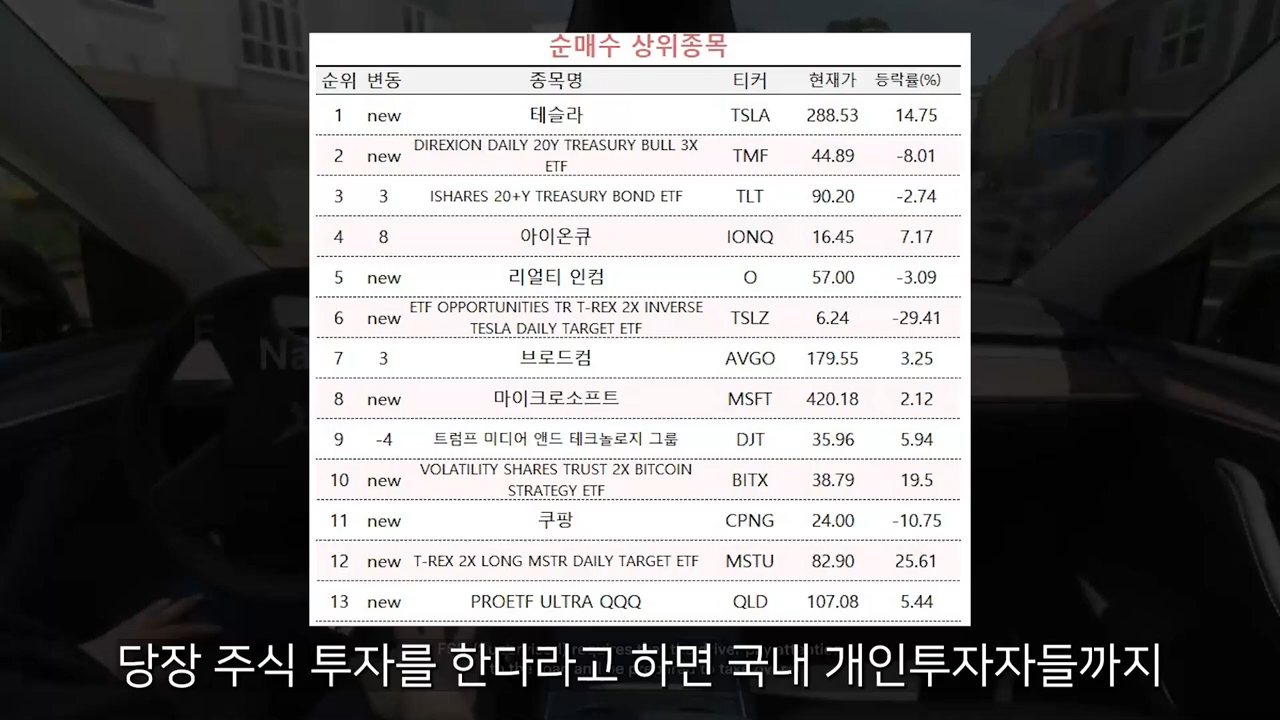 순매수 상위종목
순위 변동 종목명 티커 현재가 등락률(%)
1 new 테슬라 TSLA 288.53 14.75
2 new DIREXION DAILY 20Y TREASURY BULL 3X ETF TMF 44.89 -8.01
3 3 ISHARES 20+Y TREASURY BOND ETF TLT 90.20 -2.74
4 8 아이온큐 IONQ 16.45 7.17
5 new 리얼티 인컴 O 57.00 -3.09
6 new ETF OPPORTUNITIES TR T-REX 2X INVERSE TESLA DAILY TARGET ETF TSLZ 6.24 -29.41
7 3 브로드컴 AVGO 179.55 3.25
8 new 마이크로소프트 MSFT 420.18 2.12
9 -4 트럼프 미디어 앤드 테크놀로지 그룹 DJT 35.96 5.94
10 new VOLATILITY SHARES TRUST 2X BITCOIN STRATEGY ETF BITX 38.79 19.5
11 new 쿠팡 CPNG 24.00 -10.75
12 new T-REX 2X LONG MSTR DAILY TARGET ETF MSTU 82.90 25.61
13 new PROETF ULTRA QQQ QLD 107.08 5.44
당장 주식 투자를 한다라고 하면 국내 개인투자자들까지